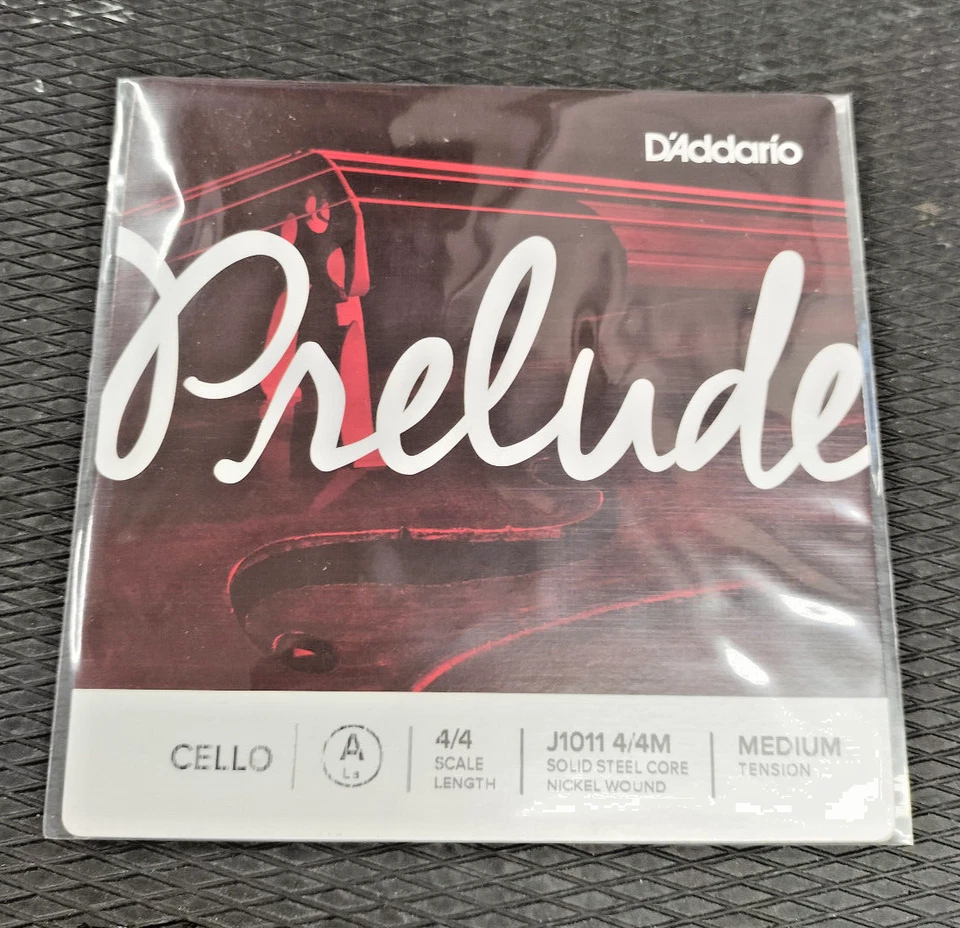 D'Addario
Prelude
CELLO
A
La
4/4
SCALE
LENGTH
J1011 4/4M
SOLID STEEL CORE
NICKEL WOUND
MEDIUM
TENSION